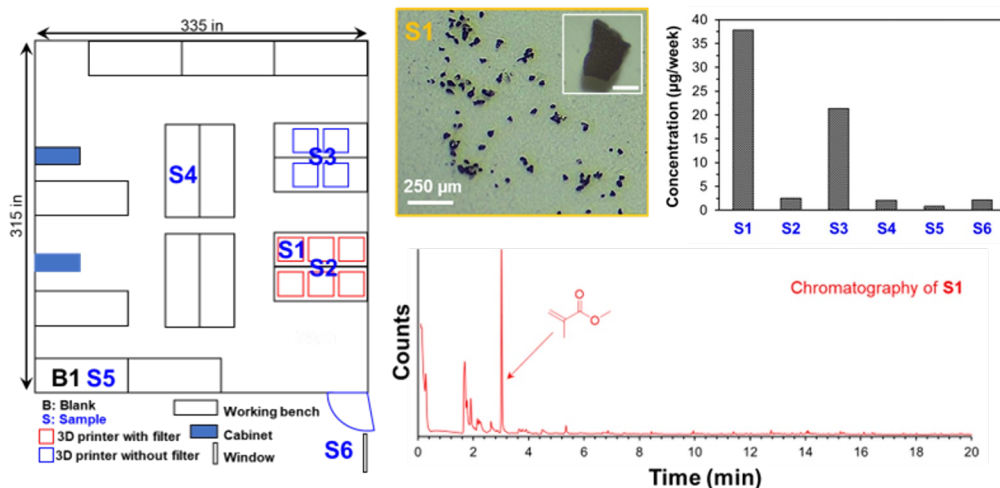 335 in
315 in
S4
S3
S1
S2
B1 S5
B: Blank
S: Sample
3D printer with filter
3D printer without filter
Working bench
Cabinet
Window
S6
S1
250 µm
Concentration (µg/week)
40
35
30
25
20
15
10
5
0
S1 S2 S3 S4 S5 S6
Chromatography of S1
O
O
Counts
0 2 4 6 8 10 12 14 16 18 20
Time (min)